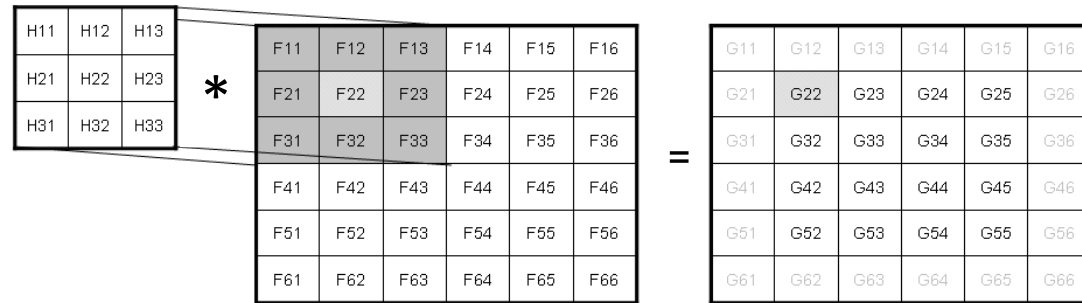 H11 H12 H13
H21 H22 H23
H31 H32 H33
*
F11 F12 F13 F14 F15 F16
F21 F22 F23 F24 F25 F26
F31 F32 F33 F34 F35 F36
F41 F42 F43 F44 F45 F46
F51 F52 F53 F54 F55 F56
F61 F62 F63 F64 F65 F66
=
G11 G12 G13 G14 G15 G16
G21 G22 G23 G24 G25 G26
G31 G32 G33 G34 G35 G36
G41 G42 G43 G44 G45 G46
G51 G52 G53 G54 G55 G56
G61 G62 G63 G64 G65 G66